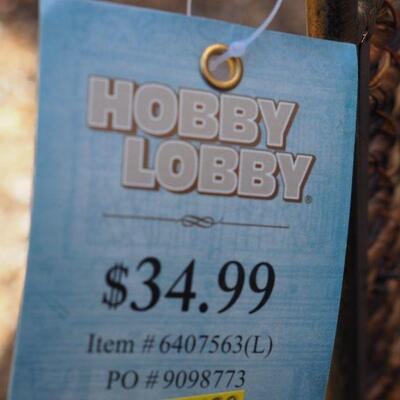 HOBBY
LOBBY®
$34.99
Item # 6407563(L)
PO # 9098773